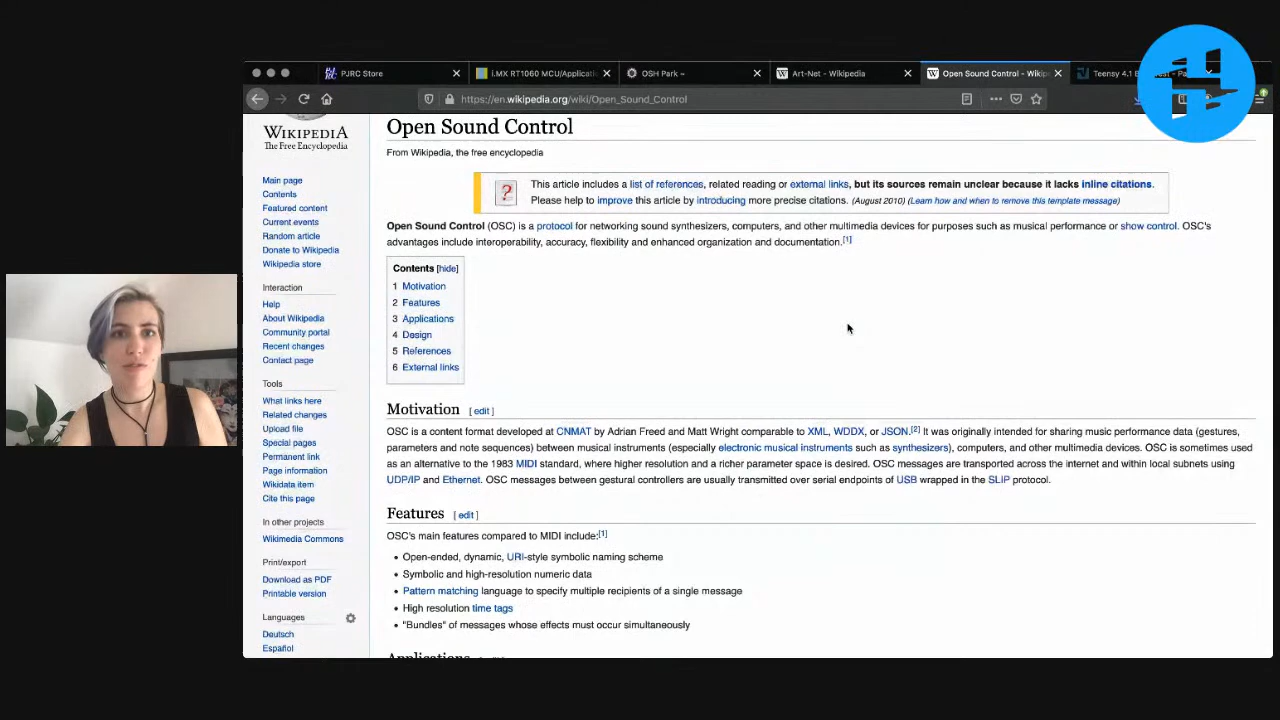 PJRC Store
i.MX RT1060 MCU/Applicati
OSH Park ~
Art-Net - Wikipedia
Open Sound Control - Wikip
Teensy 4.1 B
https://en.wikipedia.org/wiki/Open_Sound_Control
WIKIPEDIA
The Free Encyclopedia
Main page
Contents
Featured content
Current events
Random article
Donate to Wikipedia
Wikipedia store
Interaction
Help
About Wikipedia
Community portal
Recent changes
Contact page
Tools
What links here
Related changes
Upload file
Special pages
Permanent link
Page information
Wikidata item
Cite this page
In other projects
Wikimedia Commons
Print/export
Download as PDF
Printable version
Languages
Deutsch
Español
Open Sound Control
From Wikipedia, the free encyclopedia
This article includes a list of references, related reading or external links, but its sources remain unclear because it lacks inline citations.
Please help to improve this article by introducing more precise citations. (August 2010) (Learn how and when to remove this template message)
Open Sound Control (OSC) is a protocol for networking sound synthesizers, computers, and other multimedia devices for purposes such as musical performance or show control. OSC's
advantages include interoperability, accuracy, flexibility and enhanced organization and documentation.[1]
Contents [hide]
1 Motivation
2 Features
3 Applications
4 Design
5 References
6 External links
Motivation [ edit ]
OSC is a content format developed at CNMAT by Adrian Freed and Matt Wright comparable to XML, WDDX, or JSON.[2] It was originally intended for sharing music performance data (gestures,
parameters and note sequences) between musical instruments (especially electronic musical instruments such as synthesizers), computers, and other multimedia devices. OSC is sometimes used
as an alternative to the 1983 MIDI standard, where higher resolution and a richer parameter space is desired. OSC messages are transported across the internet and within local subnets using
UDP/IP and Ethernet. OSC messages between gestural controllers are usually transmitted over serial endpoints of USB wrapped in the SLIP protocol.
Features [ edit ]
OSC's main features compared to MIDI include:[1]
• Open-ended, dynamic, URI-style symbolic naming scheme
• Symbolic and high-resolution numeric data
• Pattern matching language to specify multiple recipients of a single message
• High resolution time tags
• "Bundles" of messages whose effects must occur simultaneously
Applications